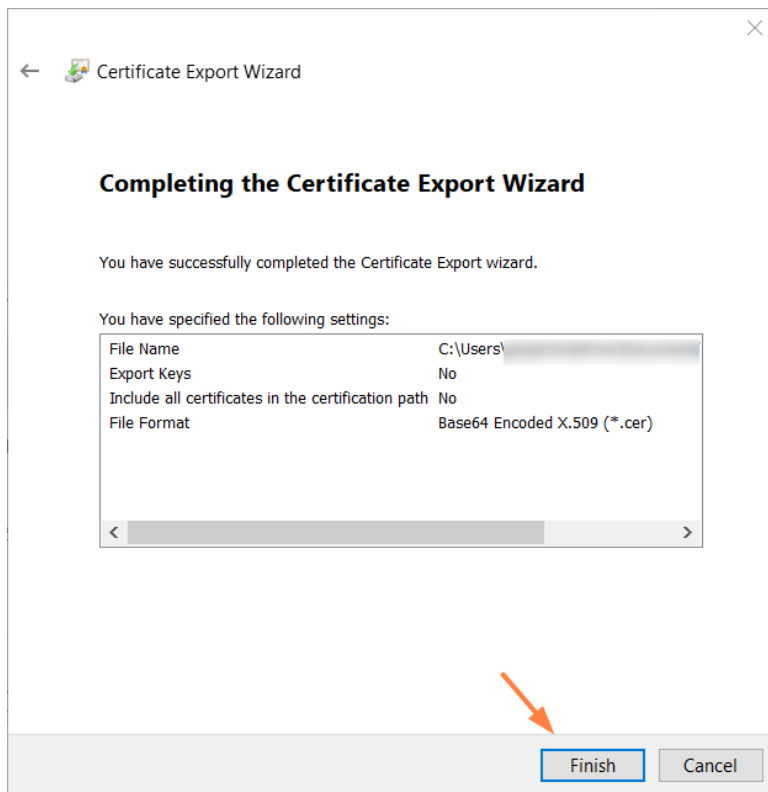 Certificate Export Wizard
Completing the Certificate Export Wizard
You have successfully completed the Certificate Export wizard.
You have specified the following settings:
File Name C:\Users\
Export Keys No
Include all certificates in the certification path No
File Format Base64 Encoded X.509 (*.cer)
Finish Cancel